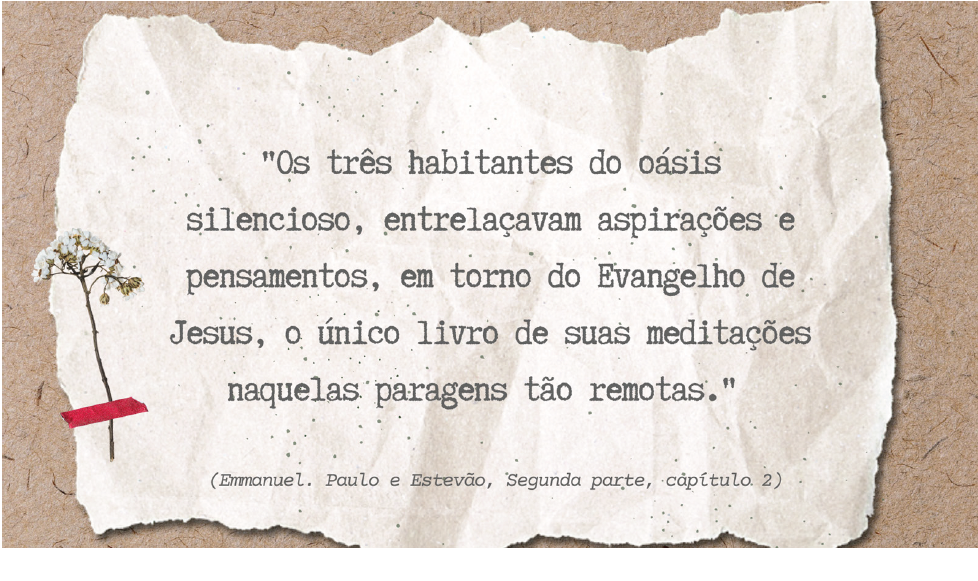 "Os três habitantes do oásis
silencioso, entrelaçavam aspirações e
pensamentos, em torno do Evangelho de
Jesus, o único livro de suas meditações
naquelas paragens tão remotas."
(Emmanuel. Paulo e Estevão, Segunda parte, capítulo 2)